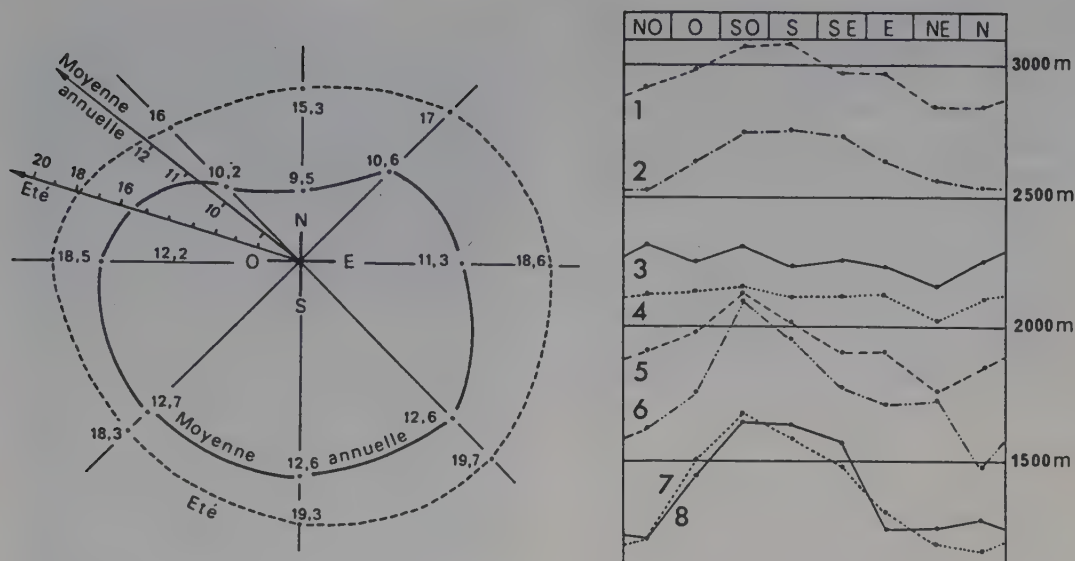 Moyenne
annuelle
16
15,3
17
12
20
18
16
11
10,2
9,5
10,6
Eté
10
N
18,5
12,2
O
E
11,3
18,6
S
12,7
12,6
18,3
Moyenne
annuelle
12,6
19,7
Eté
19,3
NO O SO S SE E NE N
3000 m
1
2
2500 m
3
4
2000 m
5
6
1500 m
7
8